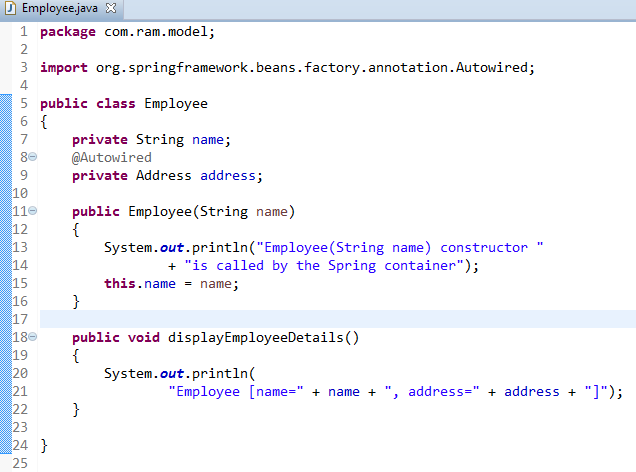 Employee.java
1 package com.ram.model;
2
3 import org.springframework.beans.factory.annotation.Autowired;
4
5 public class Employee
6 {
7     private String name;
8     @Autowired
9     private Address address;
10
11     public Employee(String name)
12     {
13         System.out.println("Employee(String name) constructor "
14                 + "is called by the Spring container");
15         this.name = name;
16     }
17
18     public void displayEmployeeDetails()
19     {
20         System.out.println(
21                 "Employee [name=" + name + ", address=" + address + "]");
22     }
23
24 }
25